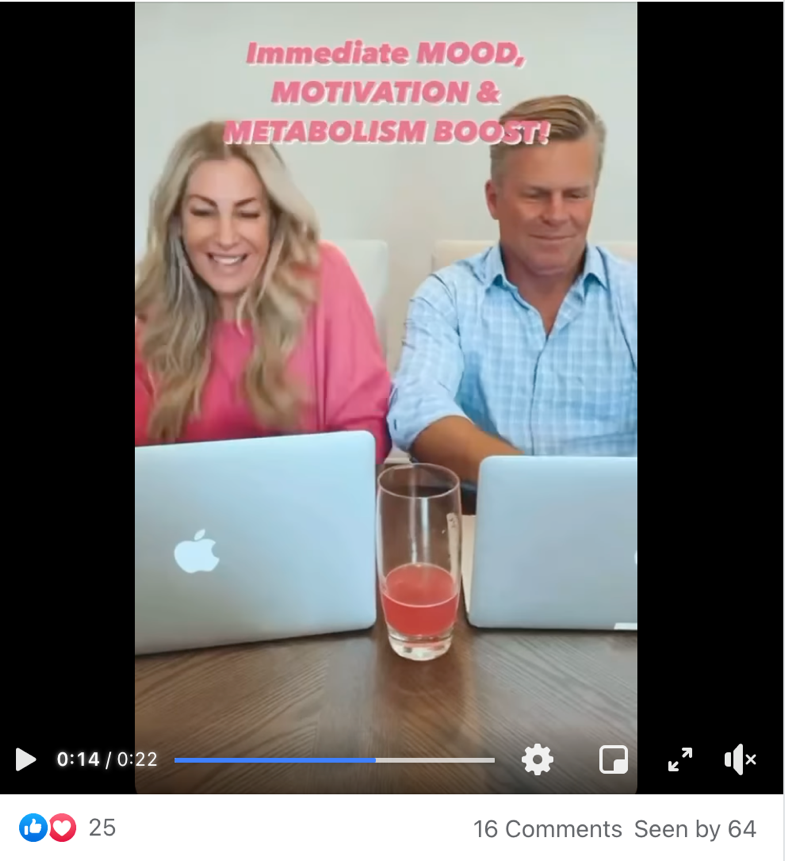 Immediate MOOD,
MOTIVATION &
METABOLISM BOOST!
0:14 / 0:22
25
16 Comments Seen by 64